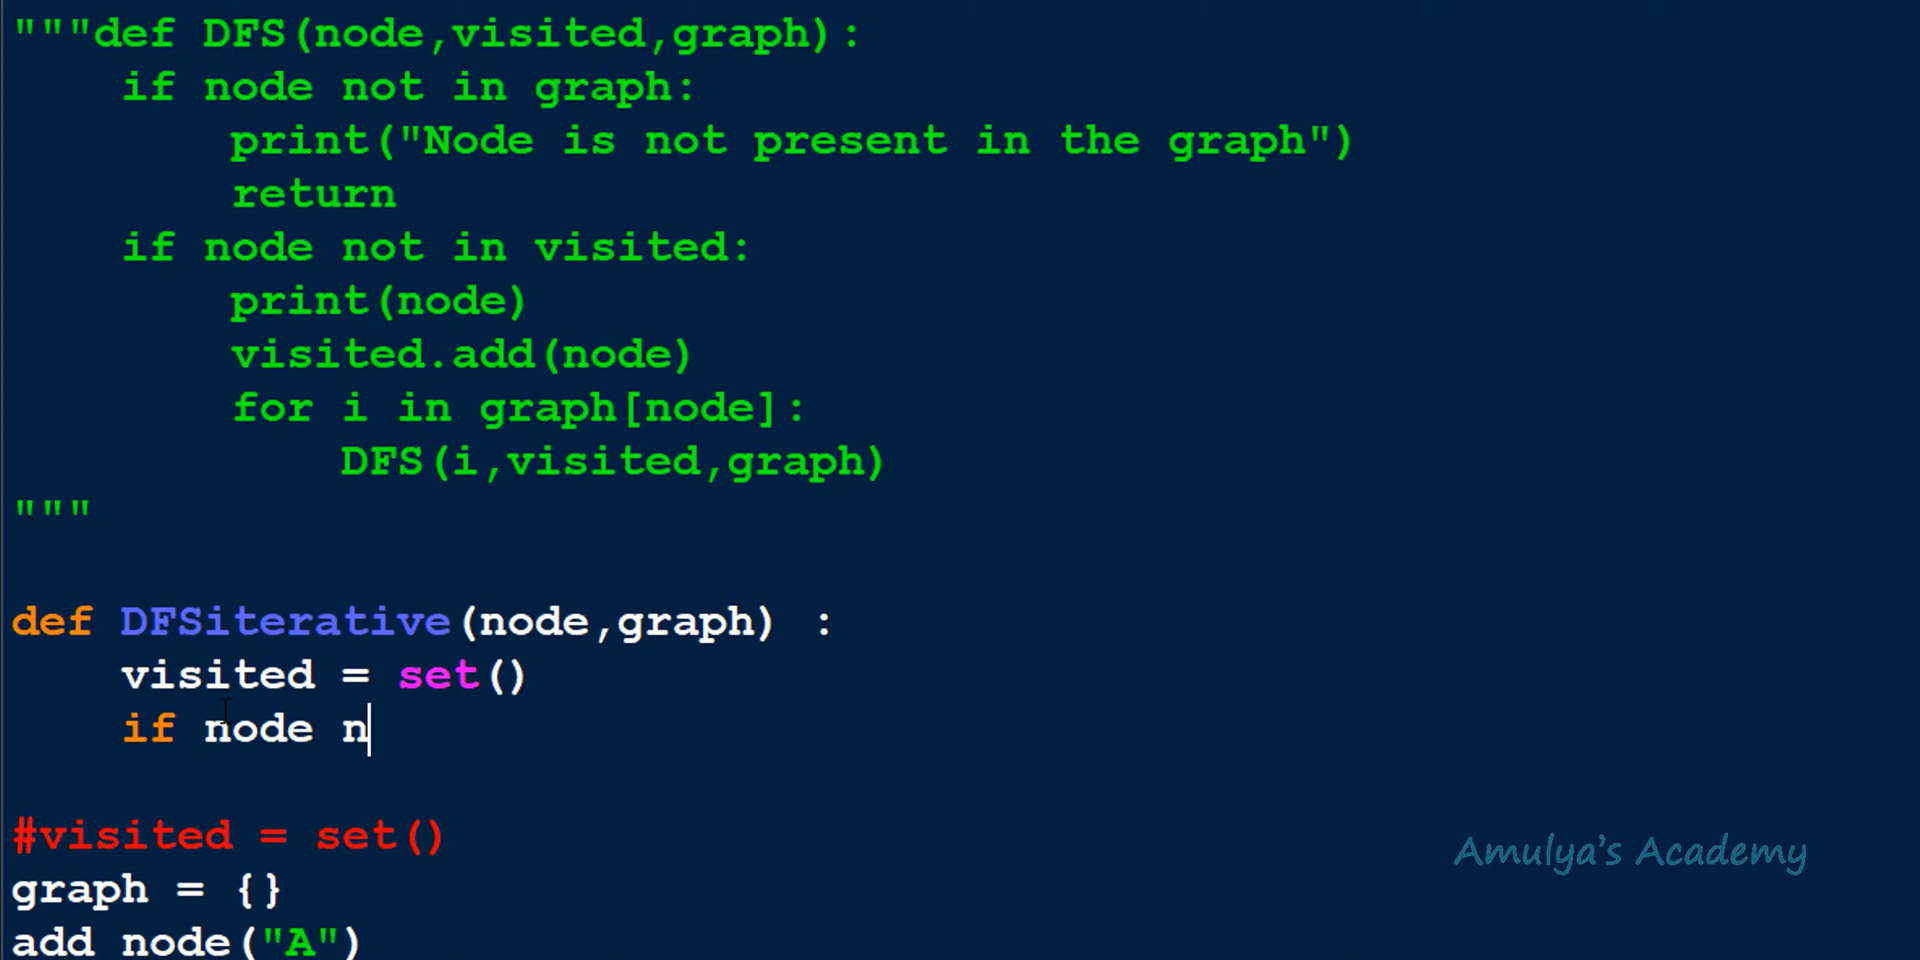 """def DFS(node,visited,graph):
    if node not in graph:
        print("Node is not present in the graph")
        return
    if node not in visited:
        print(node)
        visited.add(node)
        for i in graph[node]:
            DFS(i,visited,graph)
"""
def DFSiterative(node,graph) :
    visited = set()
    if node n
#visited = set()
graph = {}
add node("A")
Amulya's Academy